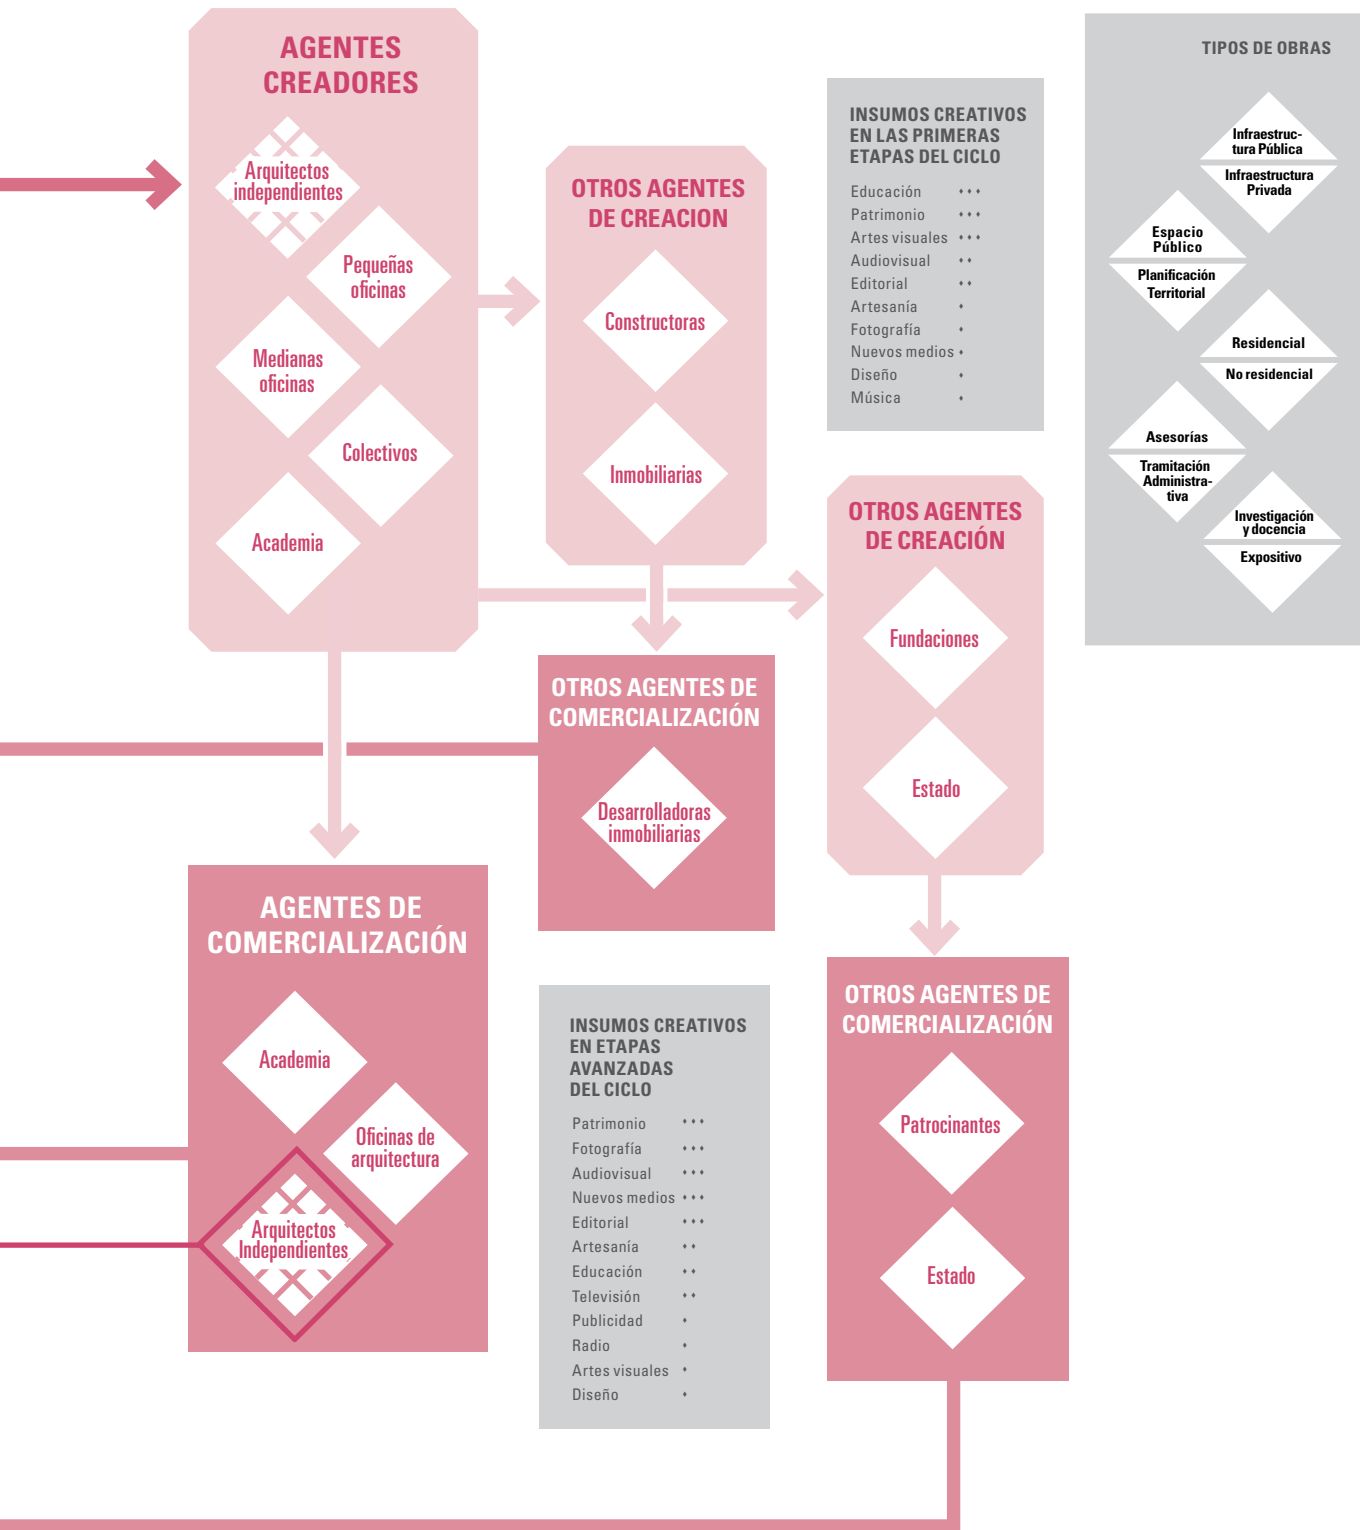 AGENTES
CREADORES
Arquitectos
independientes
Pequeñas
oficinas
Medianas
oficinas
Colectivos
Academia
OTROS AGENTES
DE CREACION
Constructoras
Inmobiliarias
INSUMOS CREATIVOS
EN LAS PRIMERAS
ETAPAS DEL CICLO
Educación
Patrimonio
Artes visuales
Audiovisual
Editorial
Artesanía
Fotografía
Nuevos medios
Diseño
Música
TIPOS DE OBRAS
Infraestruc-
tura Pública
Infraestructura
Privada
Espacio
Público
Planificación
Territorial
Residencial
No residencial
Asesorías
Tramitación
Administra-
tiva
Investigación
y docencia
Expositivo
OTROS AGENTES
DE CREACIÓN
Fundaciones
Estado
OTROS AGENTES DE
COMERCIALIZACIÓN
Desarrolladoras
inmobiliarias
AGENTES DE
COMERCIALIZACIÓN
Academia
Oficinas de
arquitectura
Arquitectos
Independientes
INSUMOS CREATIVOS
EN ETAPAS
AVANZADAS
DEL CICLO
Patrimonio
Fotografía
Audiovisual
Nuevos medios
Editorial
Artesanía
Educación
Televisión
Publicidad
Radio
Artes visuales
Diseño
OTROS AGENTES DE
COMERCIALIZACIÓN
Patrocinantes
Estado